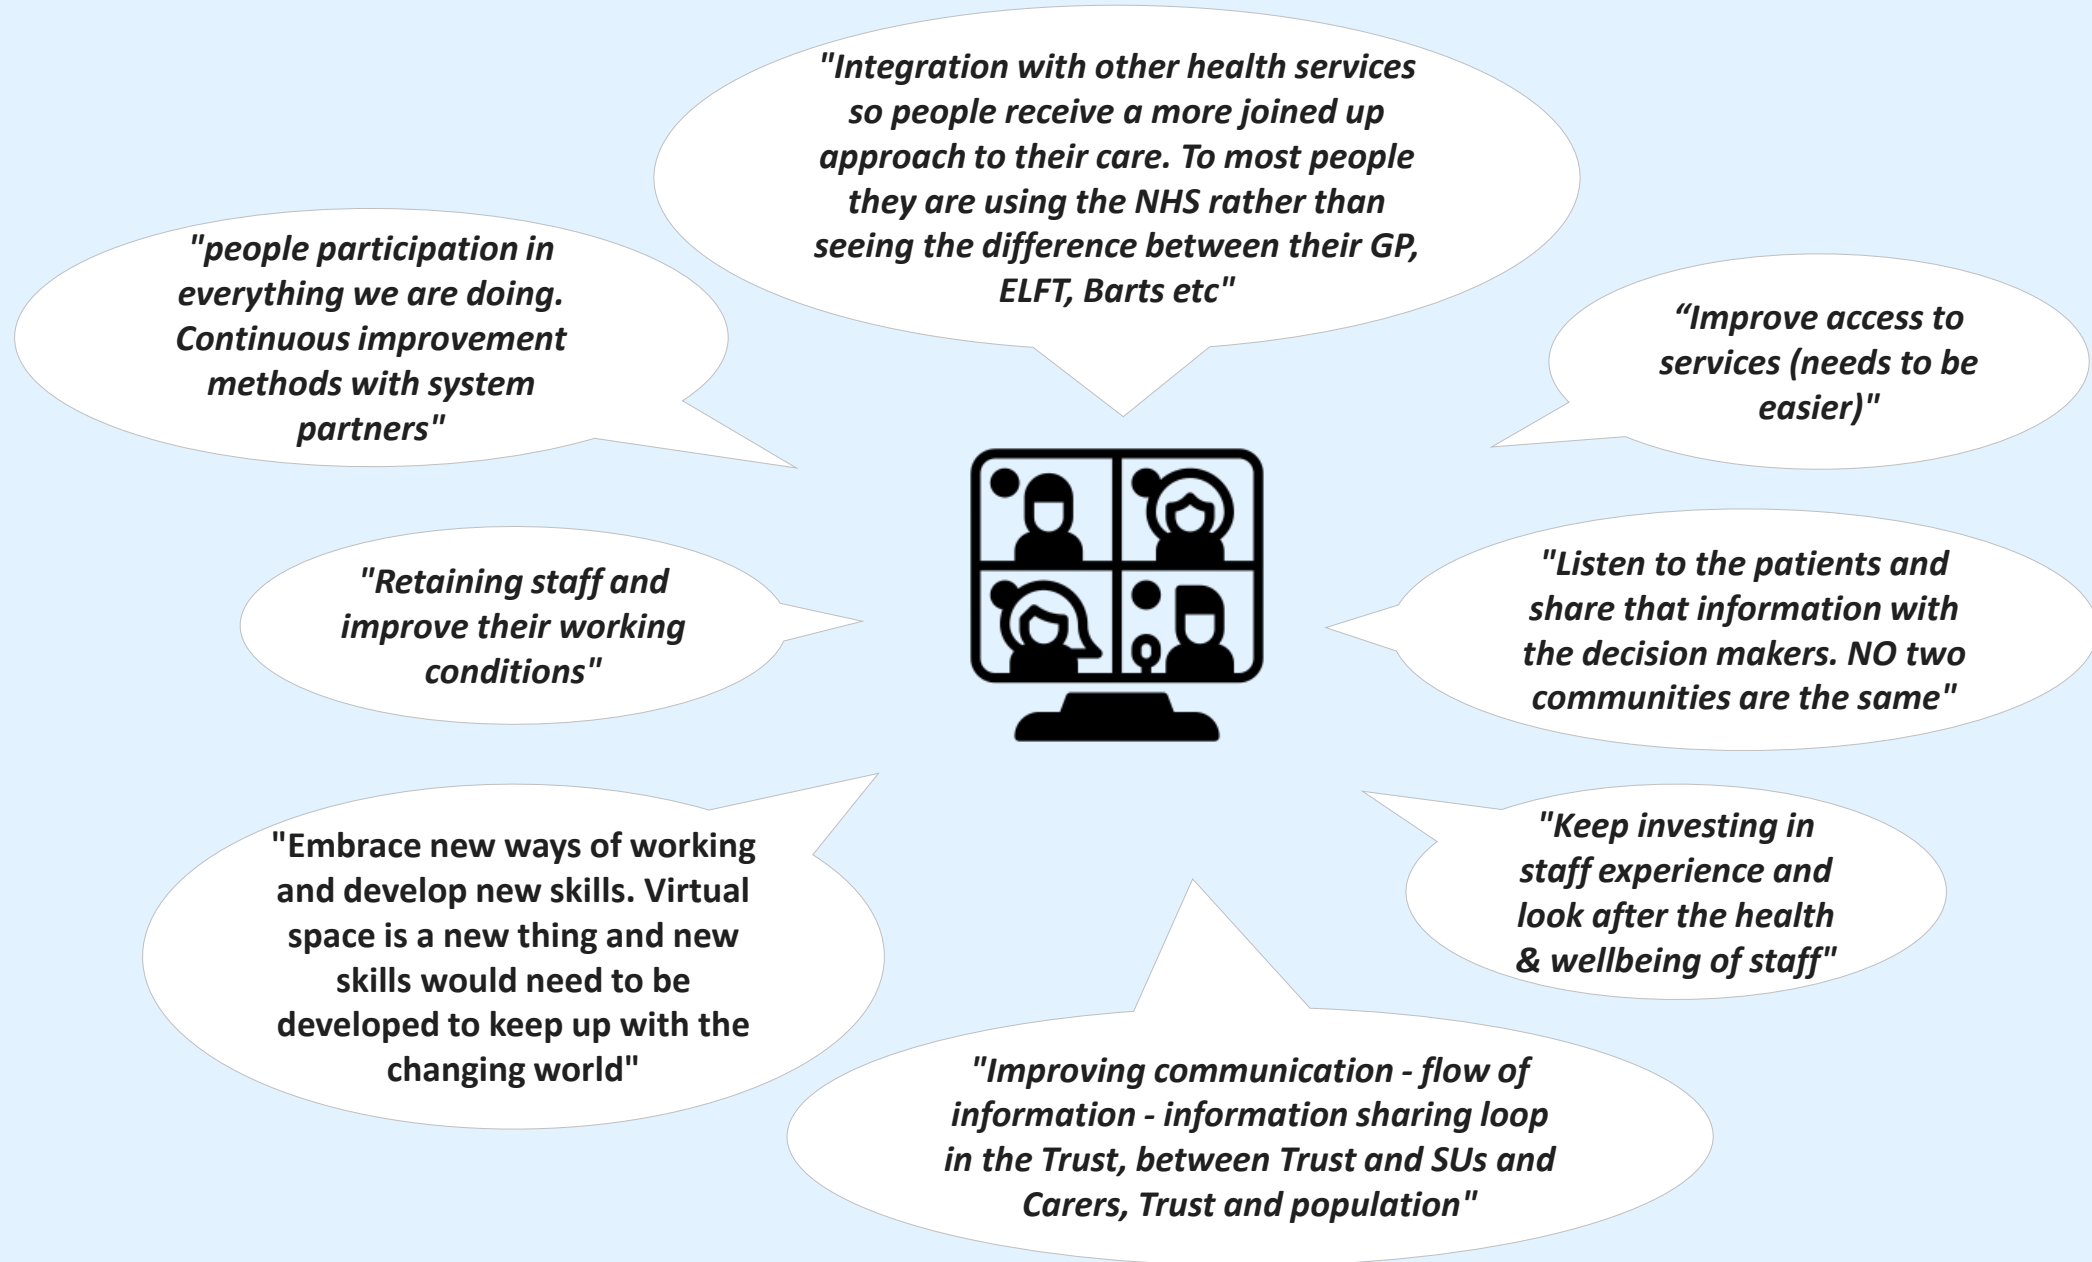 "Integration with other health services
so people receive a more joined up
approach to their care. To most people
they are using the NHS rather than
seeing the difference between their GP,
ELFT, Barts etc"
"people participation in
everything we are doing.
Continuous improvement
methods with system
partners"
“Improve access to
services (needs to be
easier)"
"Retaining staff and
improve their working
conditions"
"Listen to the patients and
share that information with
the decision makers. NO two
communities are the same"
"Embrace new ways of working
and develop new skills. Virtual
space is a new thing and new
skills would need to be
developed to keep up with the
changing world"
"Keep investing in
staff experience and
look after the health
& wellbeing of staff"
"Improving communication - flow of
information - information sharing loop
in the Trust, between Trust and SUs and
Carers, Trust and population"